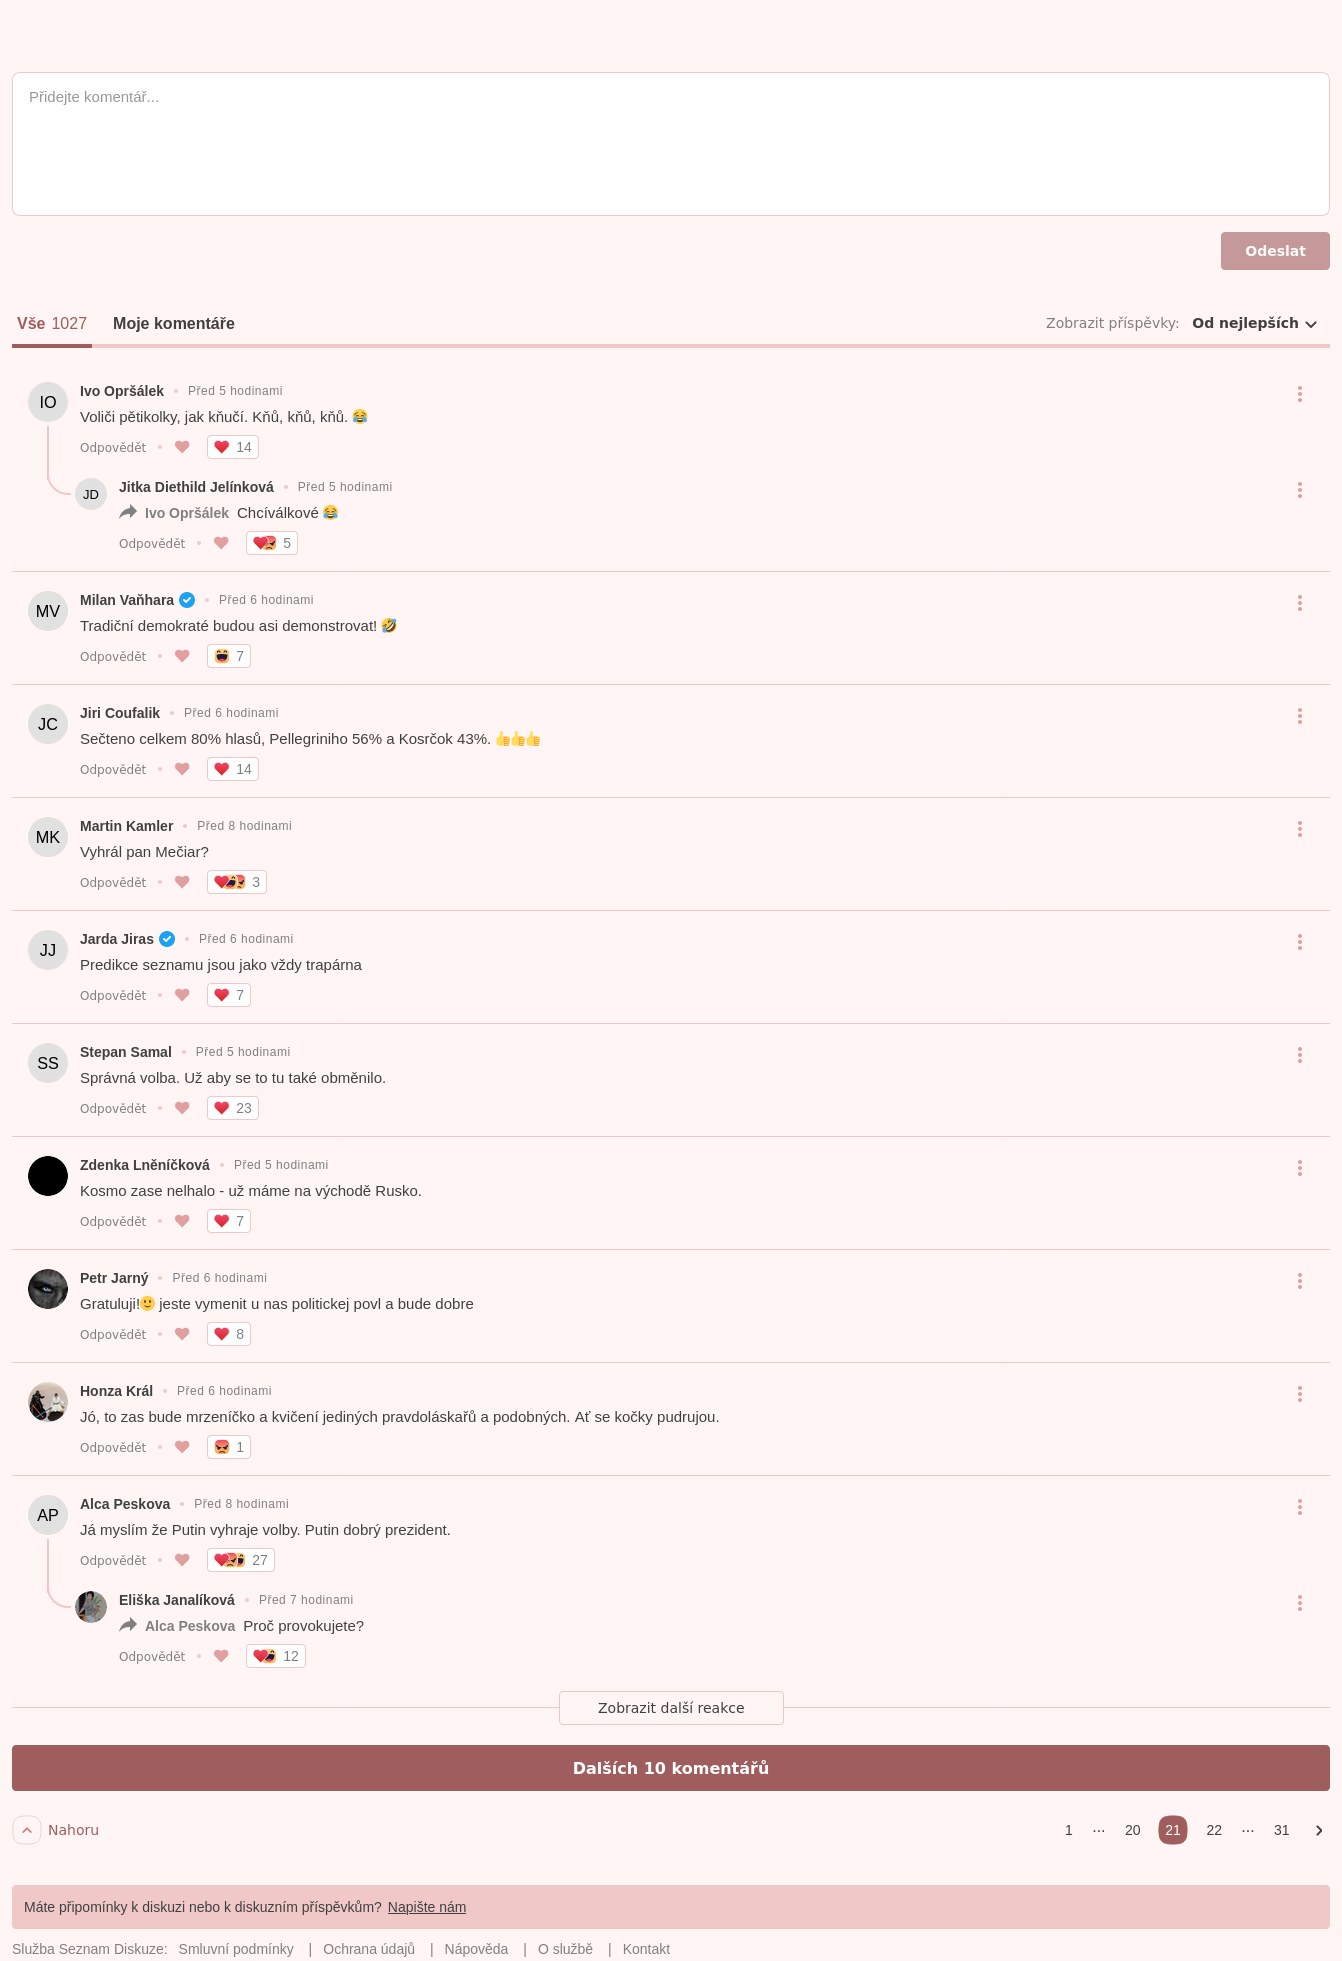 Přidejte komentář...
Odeslat
Vše 1027 Moje komentáře Zobrazit příspěvky: Od nejlepších
IO Ivo Opršálek • Před 5 hodinami
Voliči pětikolky, jak kňučí. Kňů, kňů, kňů. 😂
Odpovědět • 14
JD Jitka Diethild Jelínková • Před 5 hodinami
Ivo Opršálek Chcíválkové 😂
Odpovědět • 5
MV Milan Vaňhara • Před 6 hodinami
Tradiční demokraté budou asi demonstrovat! 🤣
Odpovědět • 7
JC Jiri Coufalik • Před 6 hodinami
Sečteno celkem 80% hlasů, Pellegriniho 56% a Kosrčok 43%. 👍👍👍
Odpovědět • 14
MK Martin Kamler • Před 8 hodinami
Vyhrál pan Mečiar?
Odpovědět • 3
JJ Jarda Jiras • Před 6 hodinami
Predikce seznamu jsou jako vždy trapárna
Odpovědět • 7
SS Stepan Samal • Před 5 hodinami
Správná volba. Už aby se to tu také obměnilo.
Odpovědět • 23
Zdenka Lněníčková • Před 5 hodinami
Kosmo zase nelhalo - už máme na východě Rusko.
Odpovědět • 7
Petr Jarný • Před 6 hodinami
Gratuluji!🙂 jeste vymenit u nas politickej povl a bude dobre
Odpovědět • 8
Honza Král • Před 6 hodinami
Jó, to zas bude mrzeníčko a kvičení jediných pravdoláskařů a podobných. Ať se kočky pudrujou.
Odpovědět • 1
AP Alca Peskova • Před 8 hodinami
Já myslím že Putin vyhraje volby. Putin dobrý prezident.
Odpovědět • 27
Eliška Janalíková • Před 7 hodinami
Alca Peskova Proč provokujete?
Odpovědět • 12
Zobrazit další reakce
Dalších 10 komentářů
Nahoru 1 ··· 20 21 22 ··· 31
Máte připomínky k diskuzi nebo k diskuzním příspěvkům? Napište nám
Služba Seznam Diskuze: Smluvní podmínky | Ochrana údajů | Nápověda | O službě | Kontakt